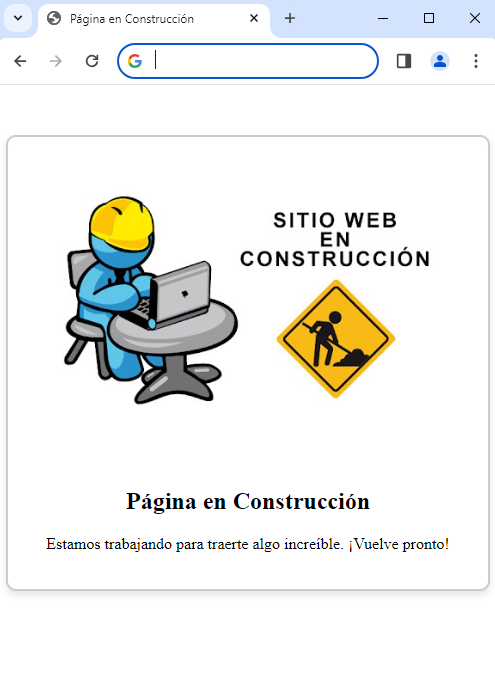 Página en Construcción
SITIO WEB
EN
CONSTRUCCIÓN
Página en Construcción
Estamos trabajando para traerte algo increíble. ¡Vuelve pronto!